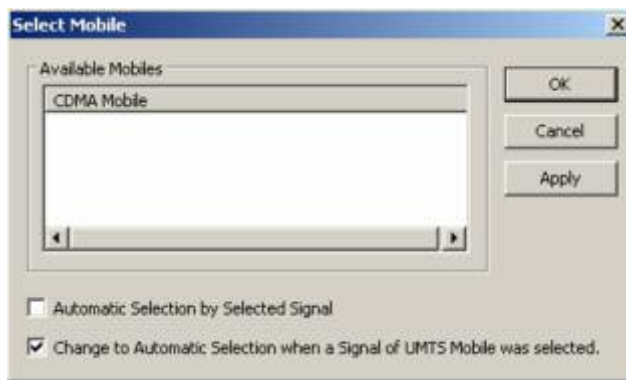 Select Mobile
Available Mobiles
CDMA Mobile
OK
Cancel
Apply
Automatic Selection by Selected Signal
Change to Automatic Selection when a Signal of UMTS Mobile was selected.